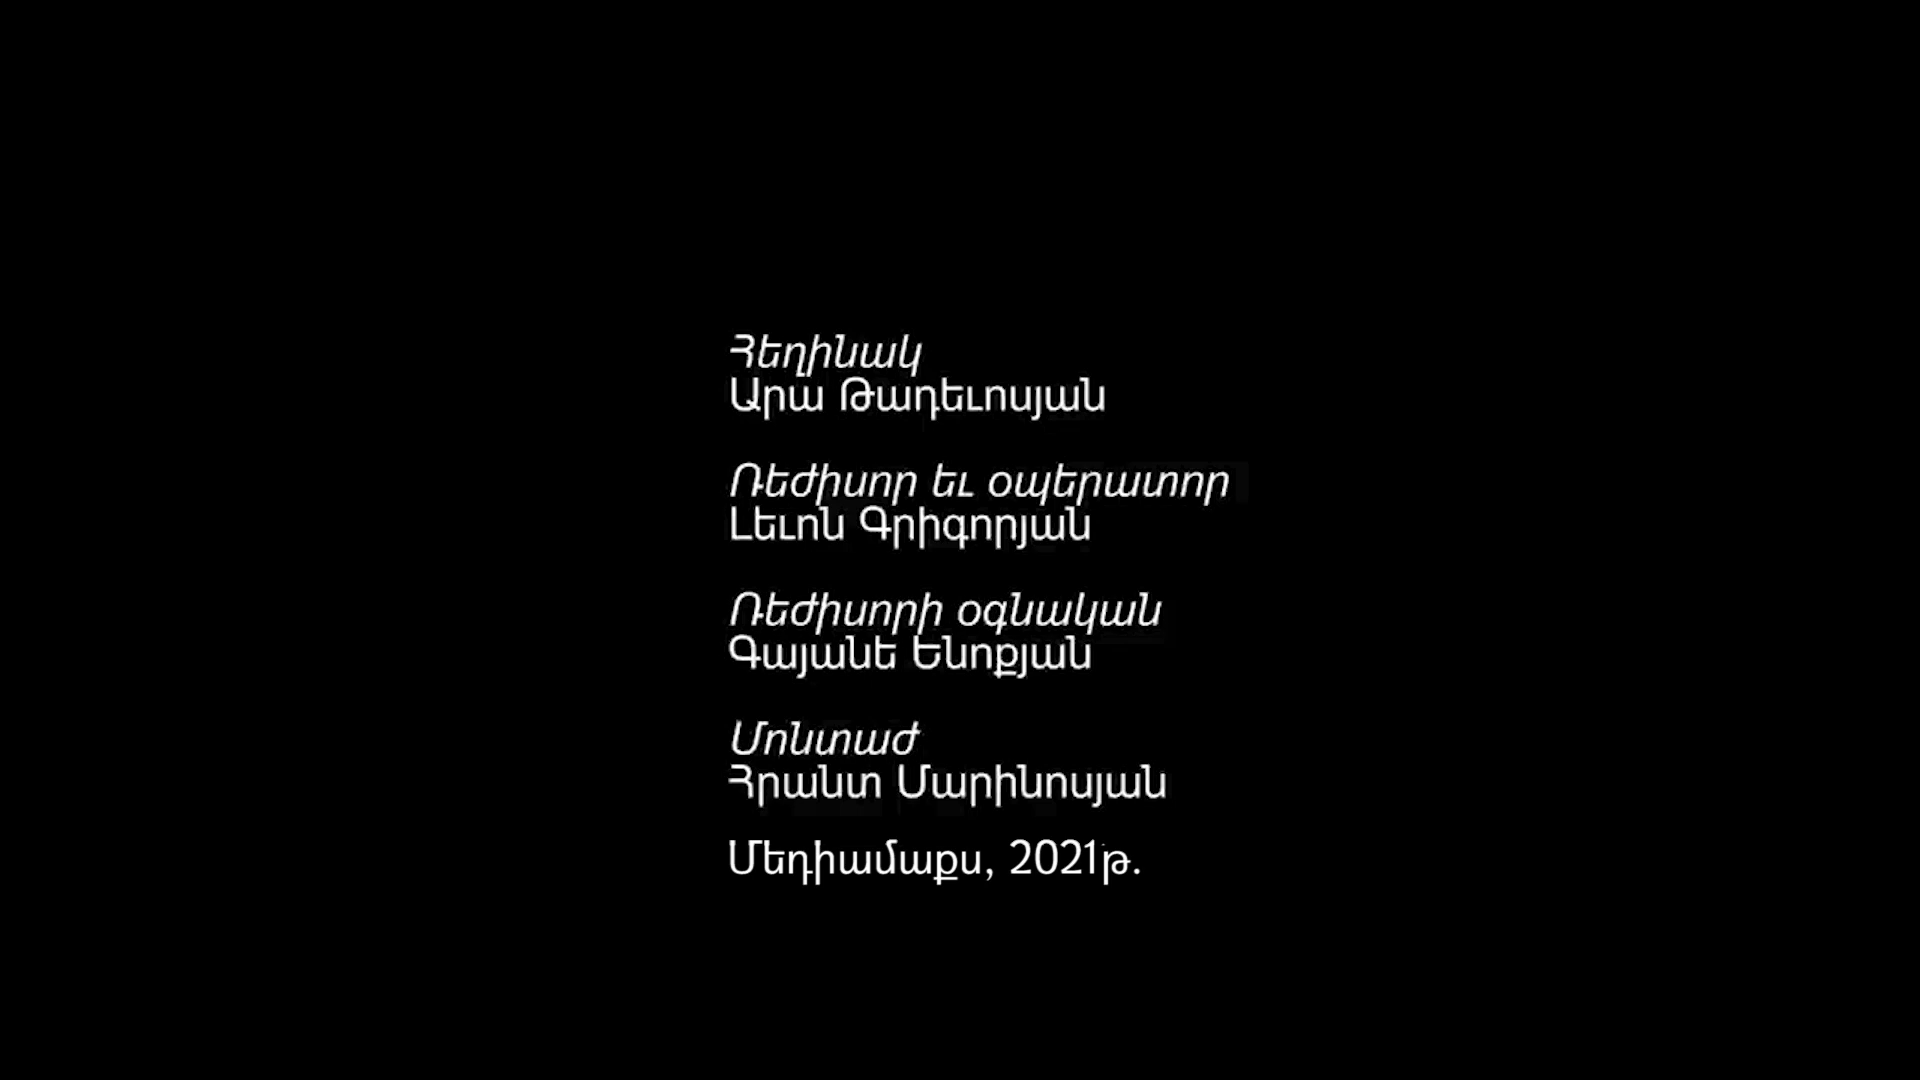 Հեղինակ
Արա Թադեւոսյան
Ռեժիսոր եւ օպերատոր
Լեւոն Գրիգորյան
Ռեժիսորի օգնական
Գայանե Ենոքյան
Մոնտաժ
Հրանտ Մարինոսյան
Մեդիամաքս, 2021թ.